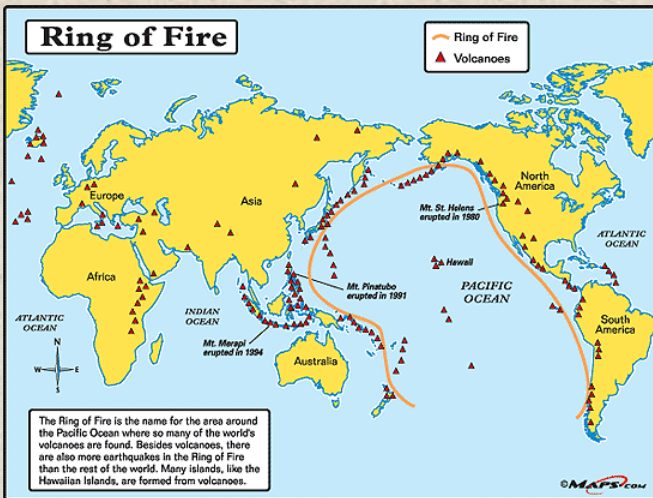 Ring of Fire
Ring of Fire
Volcanoes
Europe
Asia
North
America
Mt. St. Helens
erupted in 1980
ATLANTIC
OCEAN
Hawaii
Africa
Mt. Pinatubo
erupted in 1991
PACIFIC
OCEAN
INDIAN
OCEAN
ATLANTIC
OCEAN
South
America
Mt. Merapi
erupted in 1994
Australia
N
W
E
S
The Ring of Fire is the name for the area around
the Pacific Ocean where so many of the world's
volcanoes are found. Besides volcanoes, there
are also more earthquakes in the Ring of Fire
than the rest of the world. Many islands, like the
Hawaiian Islands, are formed from volcanoes.
©MAPS.COM